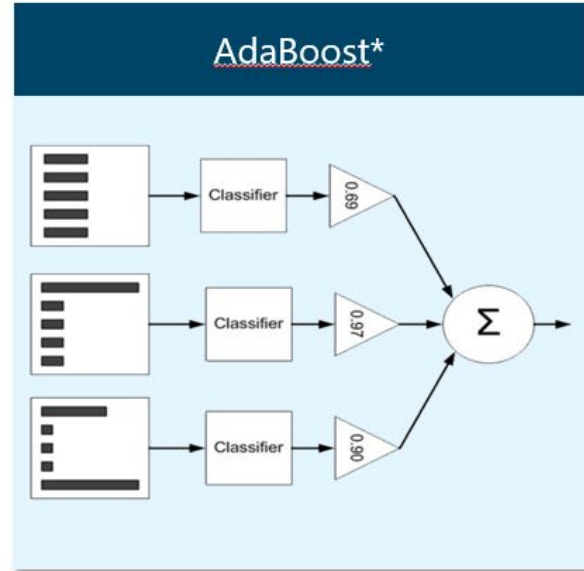 AdaBoost*
Classifier
0.69
Classifier
0.97
Σ
Classifier
0.90